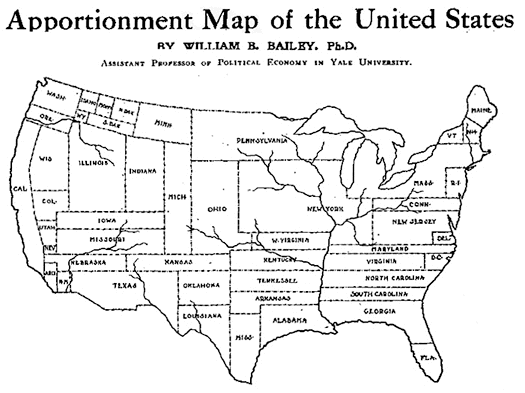 Apportionment Map of the United States
BY WILLIAM B. BAILEY, Ph.D.
ASSISTANT PROFESSOR OF POLITICAL ECONOMY IN YALE UNIVERSITY.
WASH.
IDAHO
MONT
N.DAK
MINN
MAINE
ORE.
WY.
S.DAK
PENNSYLVANIA
VT
N.H.
WIS
ILLINOIS
INDIANA
CAL
MICH
OHIO
NEW YORK
MASS.
R.I.
COL.
CONN.
IOWA
NEW JERSEY
UTAH
MISSOURI
W.VIRGINIA
DEL.
NEV
MARYLAND
NEBRASKA
KANSAS
KENTUCKY
VIRGINIA
D.C.
ARIZ
N.M.
TEXAS
OKLAHOMA
TENNESSEE
NORTH CAROLINA
ARKANSAS
SOUTH CAROLINA
LOUISIANA
GEORGIA
MISS.
ALABAMA
FLA.